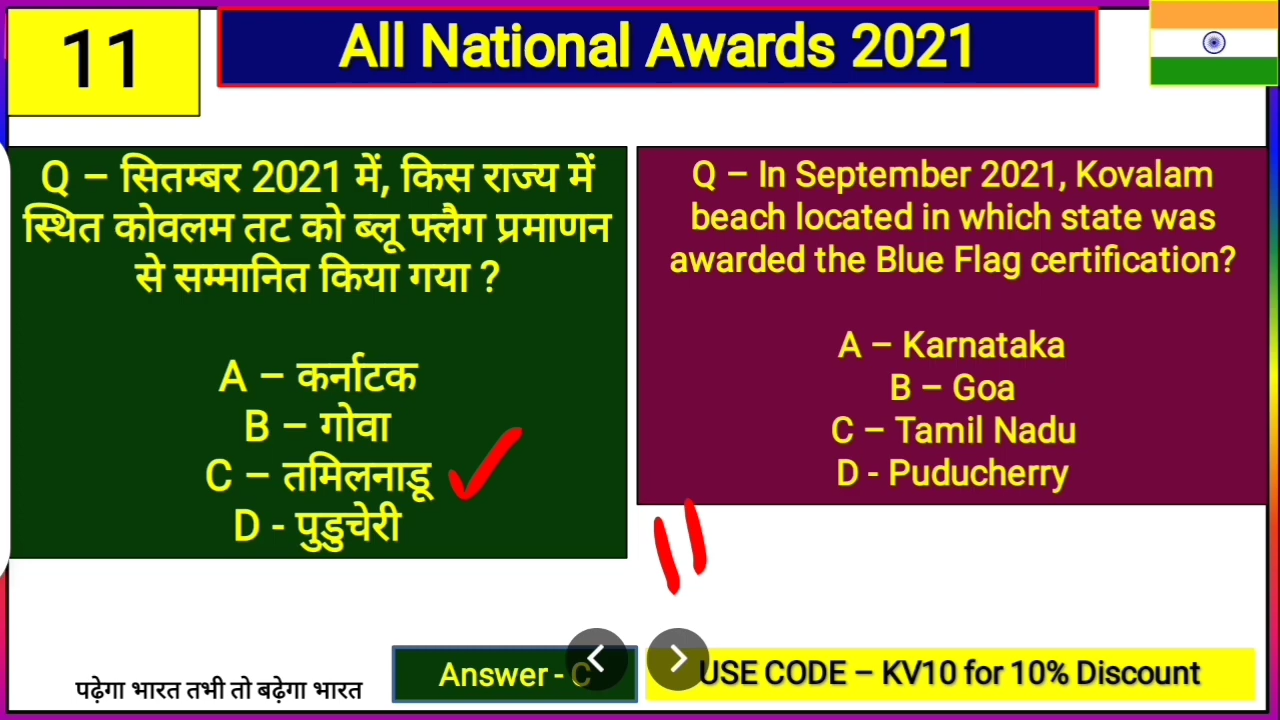 11
All National Awards 2021
Q – सितम्बर 2021 में, किस राज्य में
स्थित कोवलम तट को ब्लू फ्लैग प्रमाणन
से सम्मानित किया गया ?
A – कर्नाटक
B – गोवा
C – तमिलनाडू
D - पुडुचेरी
Q – In September 2021, Kovalam
beach located in which state was
awarded the Blue Flag certification?
A – Karnataka
B – Goa
C – Tamil Nadu
D - Puducherry
11
पढ़ेगा भारत तभी तो बढ़ेगा भारत
Answer - C
USE CODE – KV10 for 10% Discount